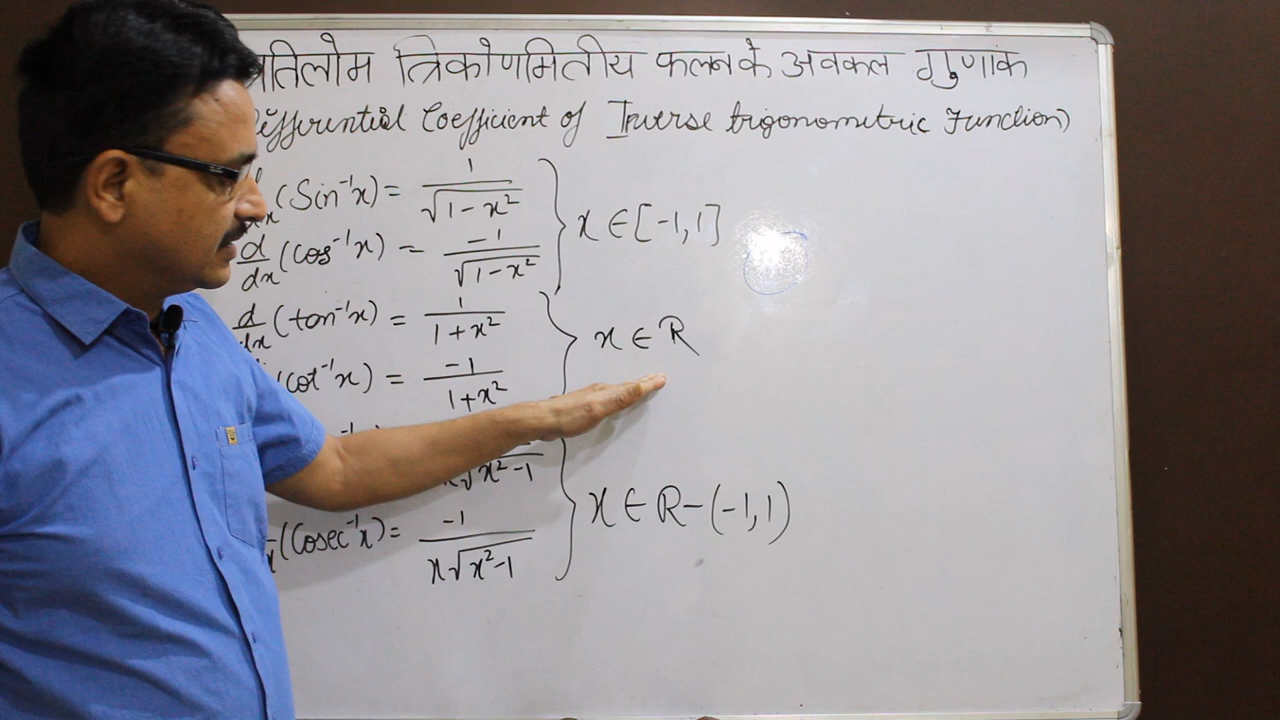 प्रतिलोम त्रिकोणमितीय फलन के अवकल गुणांक
Differential Coefficient of Inverse trigonometric Function)
(Sin⁻¹x) = 1/√(1-x²)
d/dx (Cos⁻¹x) = -1/√(1-x²)
x ∈ [-1, 1]
d/dx (tan⁻¹x) = 1/(1+x²)
(Cot⁻¹x) = -1/(1+x²)
x ∈ R
√x²-1
(Cosec⁻¹x) = -1/(x√x²-1)
x ∈ R-(-1, 1)